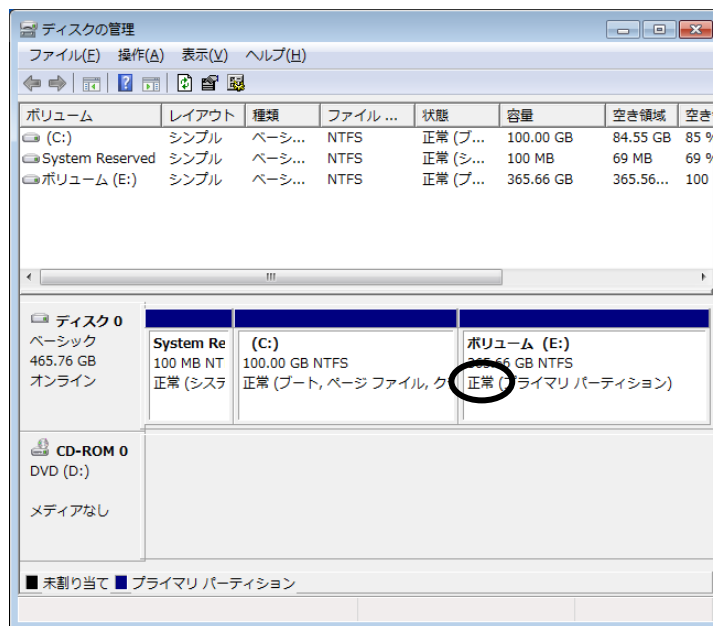 ディスクの管理
ファイル(F) 操作(A) 表示(V) ヘルプ(H)
ボリューム レイアウト 種類 ファイル ... 状態 容量 空き領域 空き
(C:) シンプル ベーシ... NTFS 正常 (ブ... 100.00 GB 84.55 GB 85 %
System Reserved シンプル ベーシ... NTFS 正常 (シ... 100 MB 69 MB 69 %
ボリューム (E:) シンプル ベーシ... NTFS 正常 (プ... 365.66 GB 365.56... 100
ディスク 0
ベーシック
465.76 GB
オンライン
System Re
100 MB NT
正常 (システ
(C:)
100.00 GB NTFS
正常 (ブート, ページ ファイル, ク
ボリューム (E:)
365.66 GB NTFS
正常 (プライマリ パーティション)
CD-ROM 0
DVD (D:)
メディアなし
未割り当て プライマリ パーティション